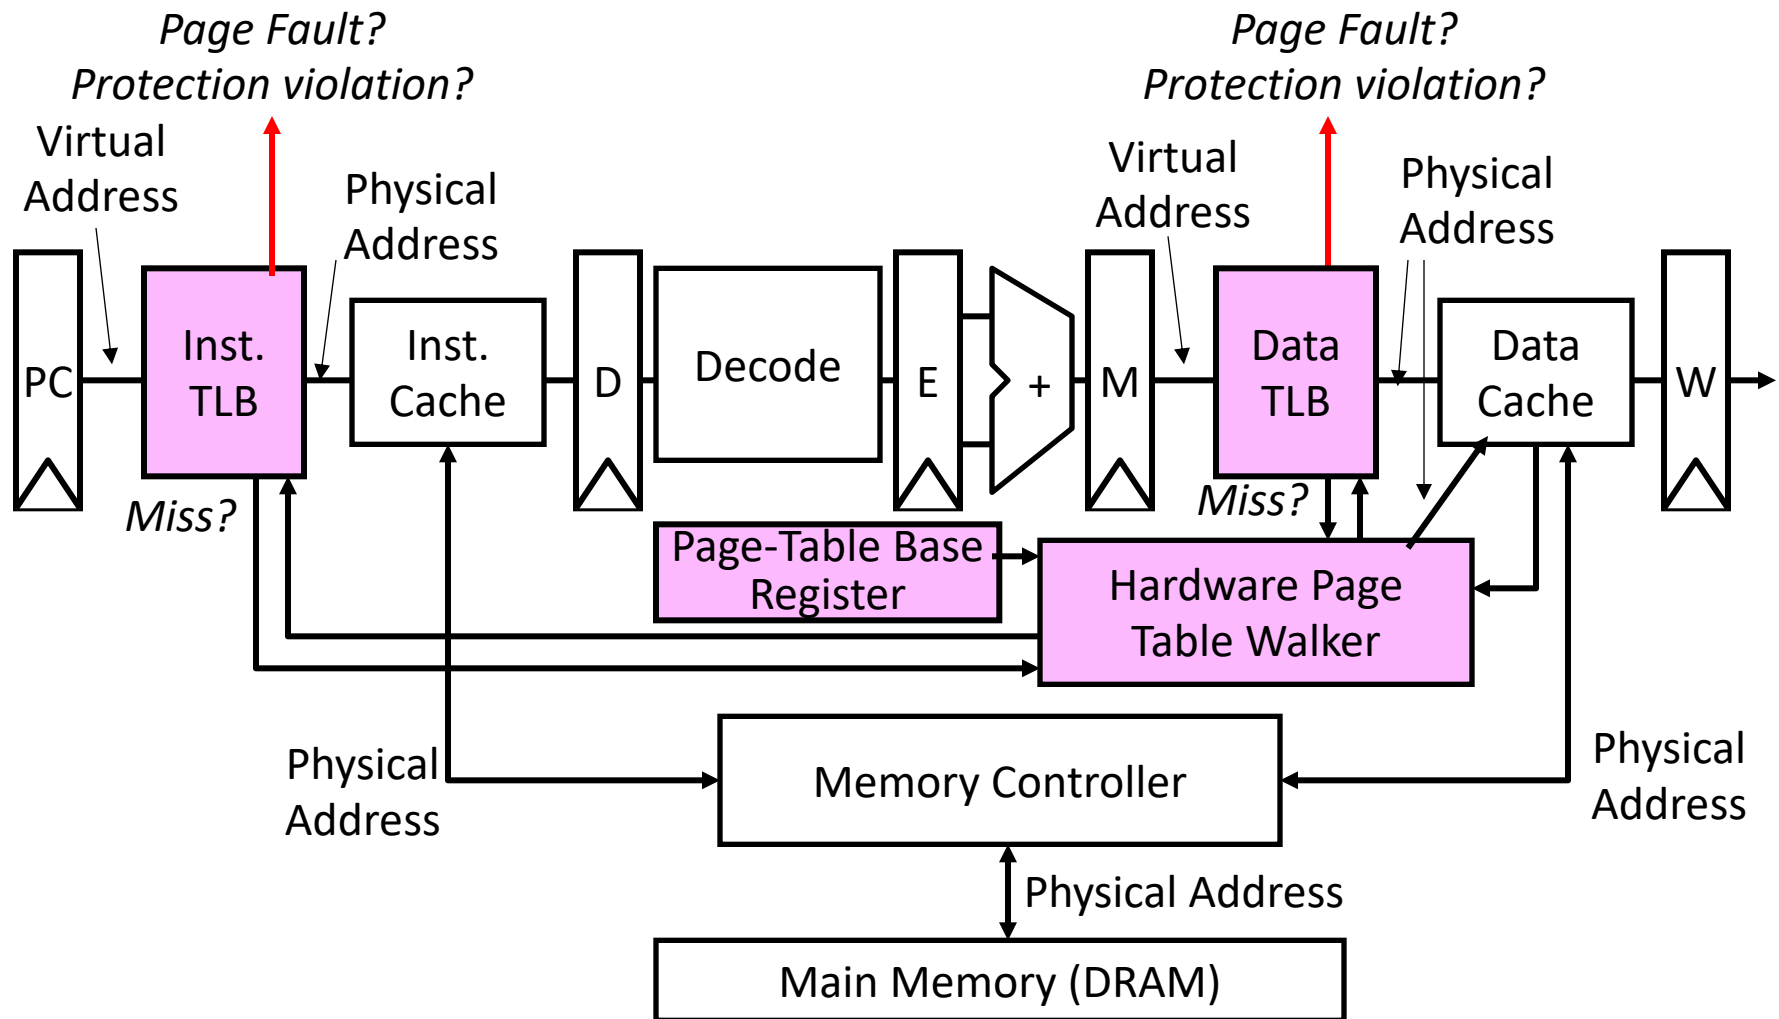 Page Fault?
Protection violation?
Page Fault?
Protection violation?
Virtual
Address
Physical
Address
Virtual
Address
Physical
Address
PC
Inst.
TLB
Inst.
Cache
D
Decode
E
+
M
Data
TLB
Data
Cache
W
Miss?
Miss?
Page-Table Base
Register
Hardware Page
Table Walker
Physical
Address
Memory Controller
Physical
Address
Physical Address
Main Memory (DRAM)